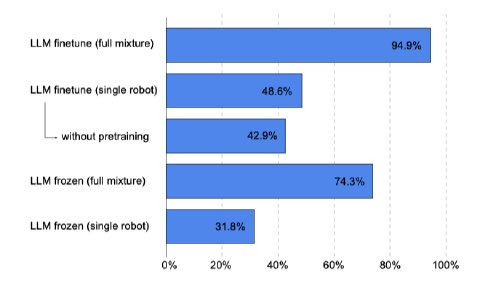 LLM finetune (full mixture)
94.9%
LLM finetune (single robot)
48.6%
without pretraining
42.9%
LLM frozen (full mixture)
74.3%
LLM frozen (single robot)
31.8%
0% 20% 40% 60% 80% 100%